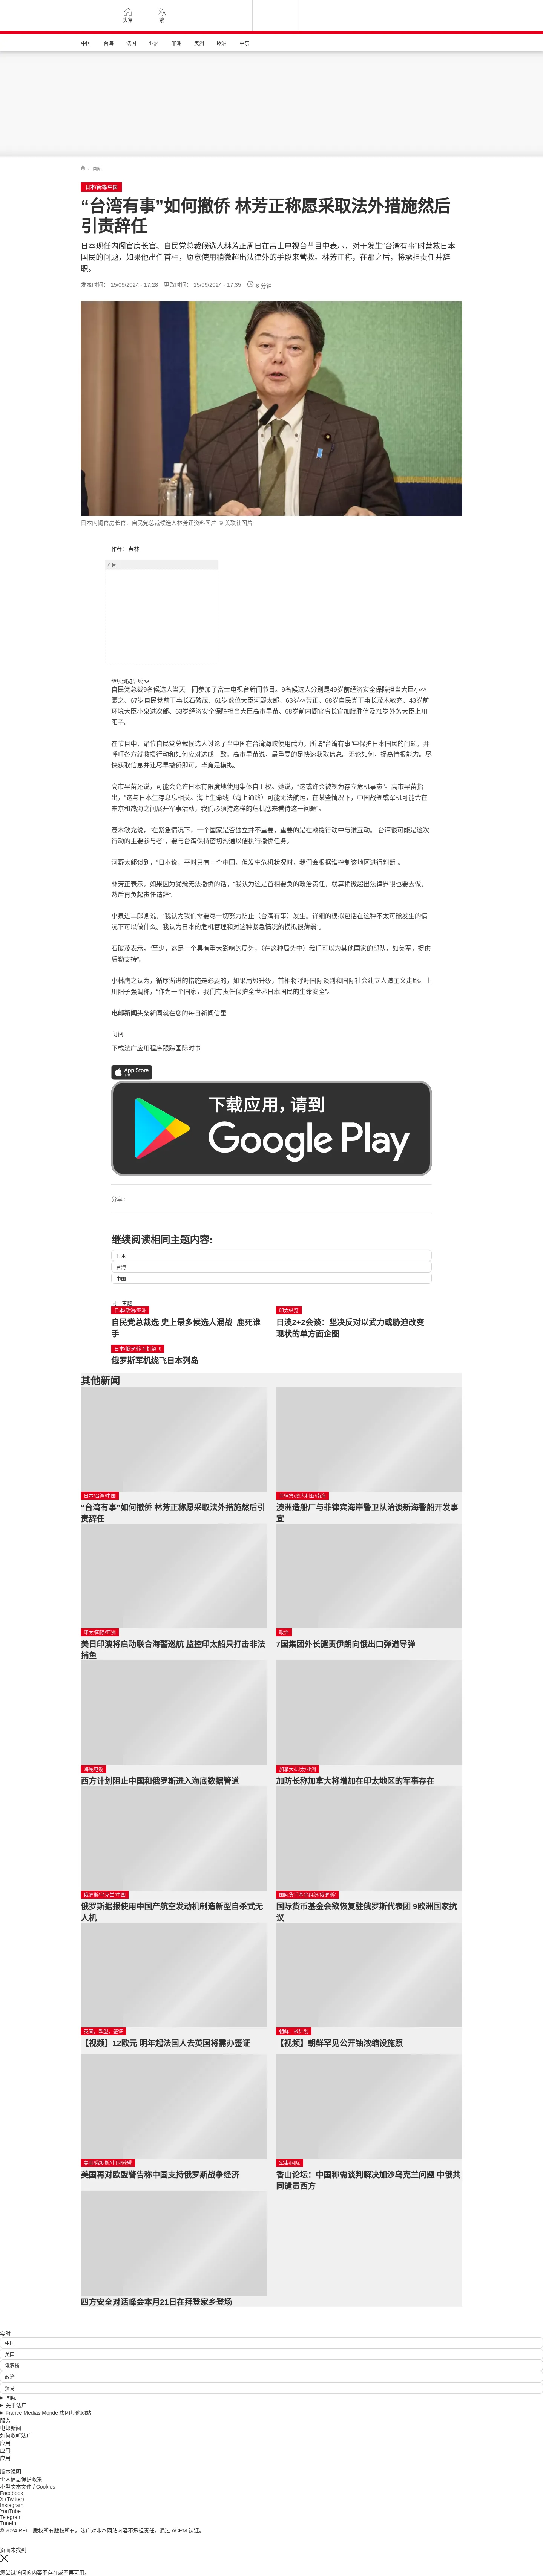 头条
繁
中国
台海
法国
亚洲
非洲
美洲
欧洲
中东
/ 国际
日本/台湾/中国
“台湾有事”如何撤侨 林芳正称愿采取法外措施然后
引责辞任
日本现任内阁官房长官、自民党总裁候选人林芳正周日在富士电视台节目中表示，对于发生“台湾有事”时营救日本
国民的问题，如果他出任首相，愿意使用稍微超出法律外的手段来营救。林芳正称，在那之后，将承担责任并辞
职。
发表时间： 15/09/2024 - 17:28 更改时间： 15/09/2024 - 17:35 6 分钟
日本内阁官房长官、自民党总裁候选人林芳正资料图片 © 美联社图片
作者： 弗林
广告
继续浏览后续
自民党总裁9名候选人当天一同参加了富士电视台新闻节目。9名候选人分别是49岁前经济安全保障担当大臣小林
鹰之、67岁自民党前干事长石破茂、61岁数位大臣河野太郎、63岁林芳正、68岁自民党干事长茂木敏充、43岁前
环境大臣小泉进次郎、63岁经济安全保障担当大臣高市早苗、68岁前内阁官房长官加藤胜信及71岁外务大臣上川
阳子。
在节目中，诸位自民党总裁候选人讨论了当中国在台湾海峡使用武力，所谓“台湾有事”中保护日本国民的问题，并
呼吁各方就救援行动和如何应对达成一致。高市早苗说，最重要的是快速获取信息。无论如何，提高情报能力。尽
快获取信息并让尽早撤侨即可。毕竟是模拟。
高市早苗还说，可能会允许日本有限度地使用集体自卫权。她说，“这或许会被视为存立危机事态”。高市早苗指
出，“这与日本生存息息相关。海上生命线（海上通路）可能无法航运，在某些情况下，中国战舰或军机可能会在
东京和热海之间展开军事活动，我们必须持这样的危机感来看待这一问题”。
茂木敏充说，“在紧急情况下，一个国家是否独立并不重要，重要的是在救援行动中与谁互动。 台湾很可能是这次
行动的主要参与者”，要与台湾保持密切沟通以便执行撤侨任务。
河野太郎谈到，“日本说，平时只有一个中国，但发生危机状况时，我们会根据谁控制该地区进行判断”。
林芳正表示，如果因为犹豫无法撤侨的话，“我认为这是首相要负的政治责任，就算稍微超出法律界限也要去做，
然后再负起责任请辞”。
小泉进二郎则说，“我认为我们需要尽一切努力防止（台湾有事）发生。详细的模拟包括在这种不太可能发生的情
况下可以做什么。我认为日本的危机管理和对这种紧急情况的模拟很薄弱”。
石破茂表示，“至少，这是一个具有重大影响的局势，（在这种局势中）我们可以为其他国家的部队，如美军，提供
后勤支持”。
小林鹰之认为，循序渐进的措施是必要的，如果局势升级，首相将呼吁国际谈判和国际社会建立人道主义走廊。上
川阳子强调称，“作为一个国家，我们有责任保护全世界日本国民的生命安全”。
电邮新闻头条新闻就在您的每日新闻信里
订阅
下载法广应用程序跟踪国际时事
App Store
下载
下载应用，请到
Google Play
分享 :
继续阅读相同主题内容:
日本
台湾
中国
同一主题
日本/政治/亚洲
自民党总裁选 史上最多候选人混战 鹿死谁
手
印太纵览
日澳2+2会谈：坚决反对以武力或胁迫改变
现状的单方面企图
日本/俄罗斯/军机绕飞
俄罗斯军机绕飞日本列岛
其他新闻
日本/台湾/中国
“台湾有事”如何撤侨 林芳正称愿采取法外措施然后引
责辞任
菲律宾/澳大利亚/南海
澳洲造船厂与菲律宾海岸警卫队洽谈新海警船开发事
宜
印太/国际/亚洲
美日印澳将启动联合海警巡航 监控印太船只打击非法
捕鱼
政治
7国集团外长谴责伊朗向俄出口弹道导弹
海底电缆
西方计划阻止中国和俄罗斯进入海底数据管道
加拿大/印太/亚洲
加防长称加拿大将增加在印太地区的军事存在
俄罗斯/乌克兰/中国
俄罗斯据报使用中国产航空发动机制造新型自杀式无
人机
国际货币基金组织/俄罗斯/
国际货币基金会欲恢复驻俄罗斯代表团 9欧洲国家抗
议
英国，欧盟，签证
【视频】12欧元 明年起法国人去英国将需办签证
朝鲜，核计划
【视频】朝鲜罕见公开铀浓缩设施照
美国/俄罗斯/中国/欧盟
美国再对欧盟警告称中国支持俄罗斯战争经济
军事/国际
香山论坛：中国称需谈判解决加沙乌克兰问题 中俄共
同谴责西方
四方安全对话峰会本月21日在拜登家乡登场
实时
中国
美国
俄罗斯
政治
贸易
国际
关于法广
France Médias Monde 集团其他网站
服务
电邮新闻
如何收听法广
应用
应用
应用
版本说明
个人信息保护政策
小型文本文件 / Cookies
Facebook
X (Twitter)
Instagram
YouTube
Telegram
TuneIn
© 2024 RFI – 版权所有版权所有。法广对非本网站内容不承担责任。通过 ACPM 认证。
页面未找到
您尝试访问的内容不存在或不再可用。